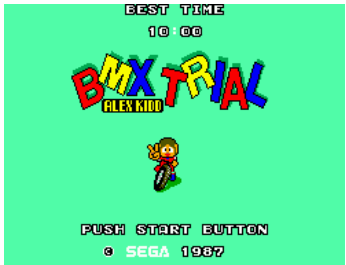 BEST TIME
10:00
BMX TRIAL
ALEX KIDD
PUSH START BUTTON
© SEGA 1987